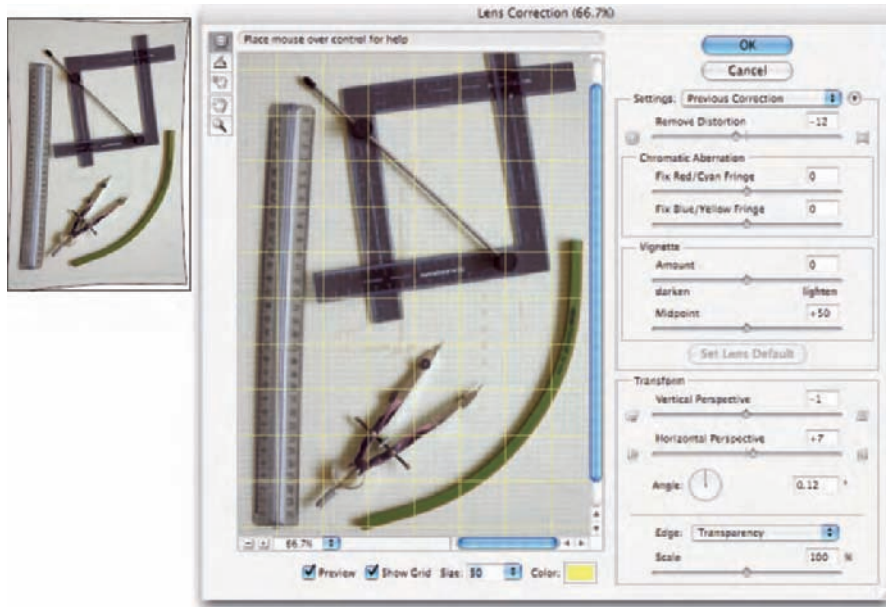 Lens Correction (66.7%)
Place mouse over control for help
OK
Cancel
Settings: Previous Correction
Remove Distortion -12
Chromatic Aberration
Fix Red/Cyan Fringe 0
Fix Blue/Yellow Fringe 0
Vignette
Amount 0
darken lighten
Midpoint +50
Set Lens Default
Transform
Vertical Perspective -1
Horizontal Perspective +7
Angle: 0.12 °
Edge: Transparency
Scale 100 %
66.7%
Preview Show Grid Size: 50 Color: